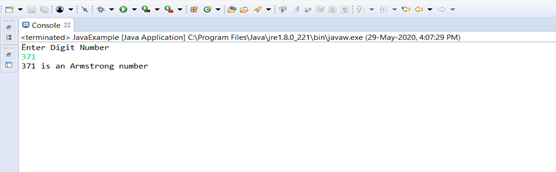 Console
<terminated> JavaExample [Java Application] C:\Program Files\Java\jre1.8.0_221\bin\javaw.exe (29-May-2020, 4:07:29 PM)
Enter Digit Number
371
371 is an Armstrong number